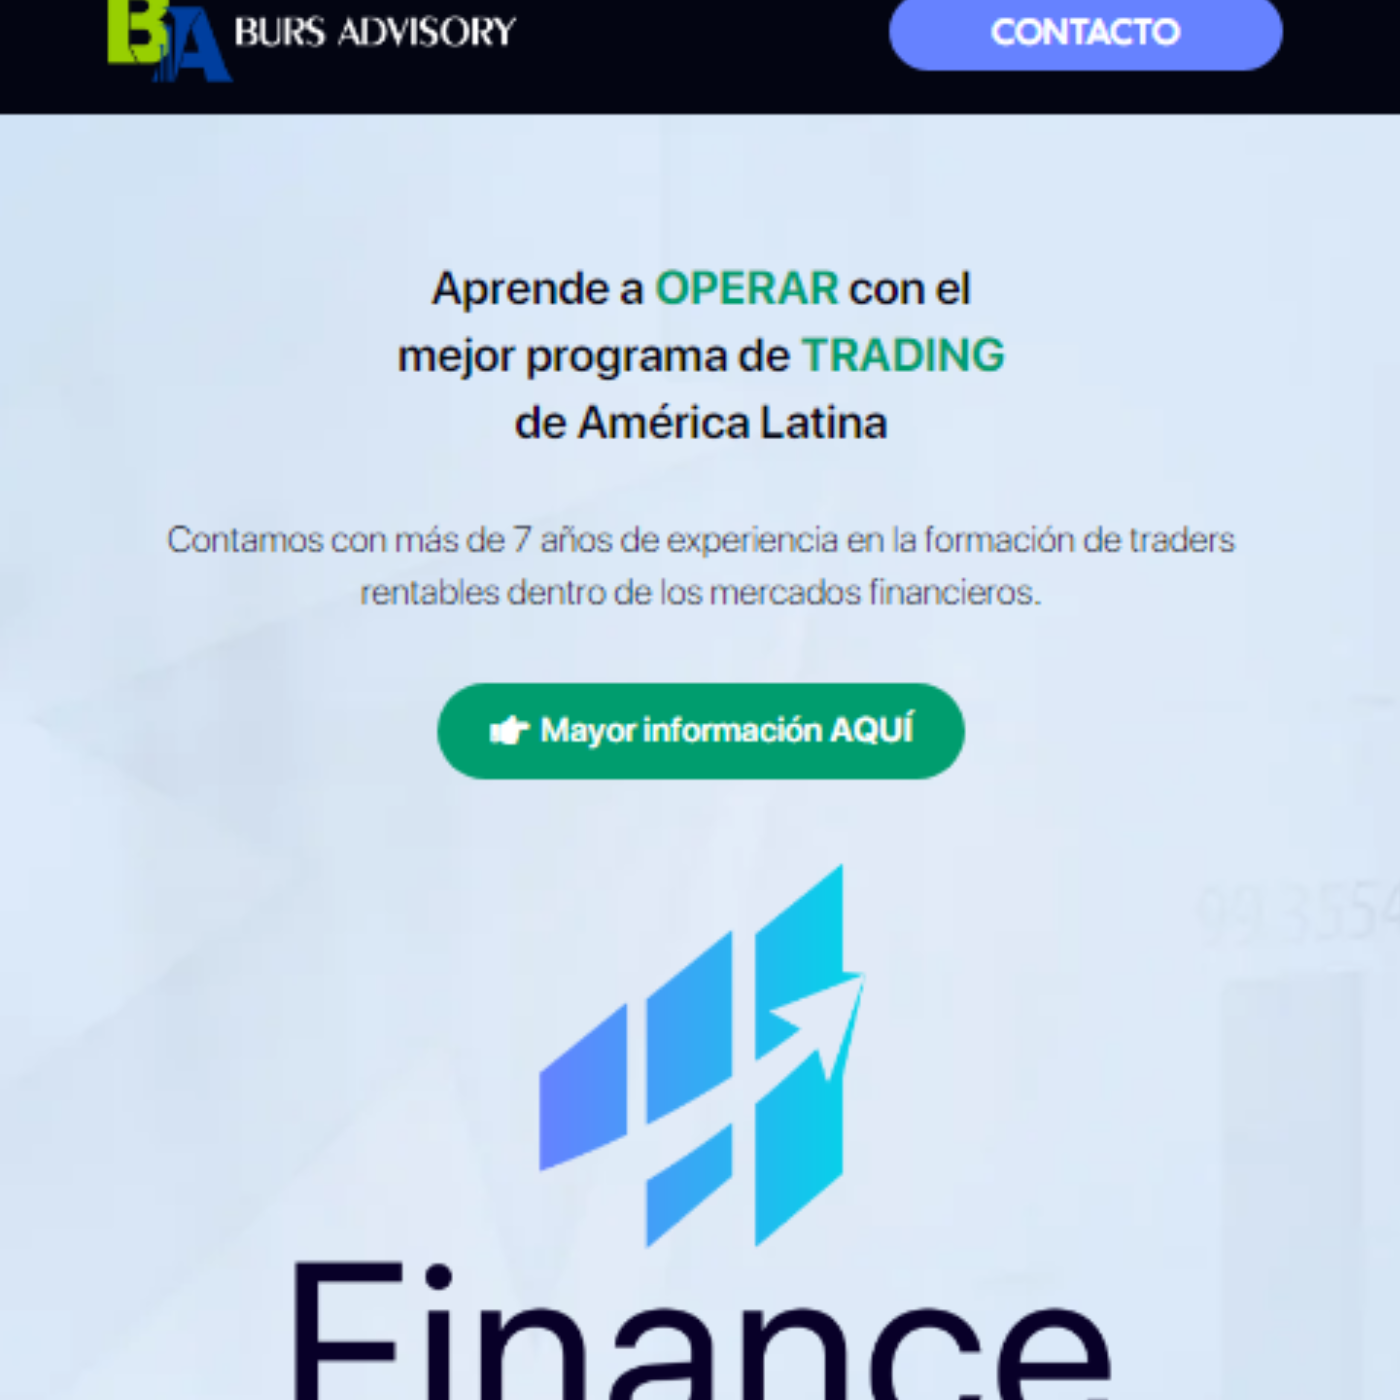 BA BURS ADVISORY
CONTACTO
Aprende a OPERAR con el
mejor programa de TRADING
de América Latina
Contamos con más de 7 años de experiencia en la formación de traders
rentables dentro de los mercados financieros.
Mayor información AQUÍ
99.3554
Finance